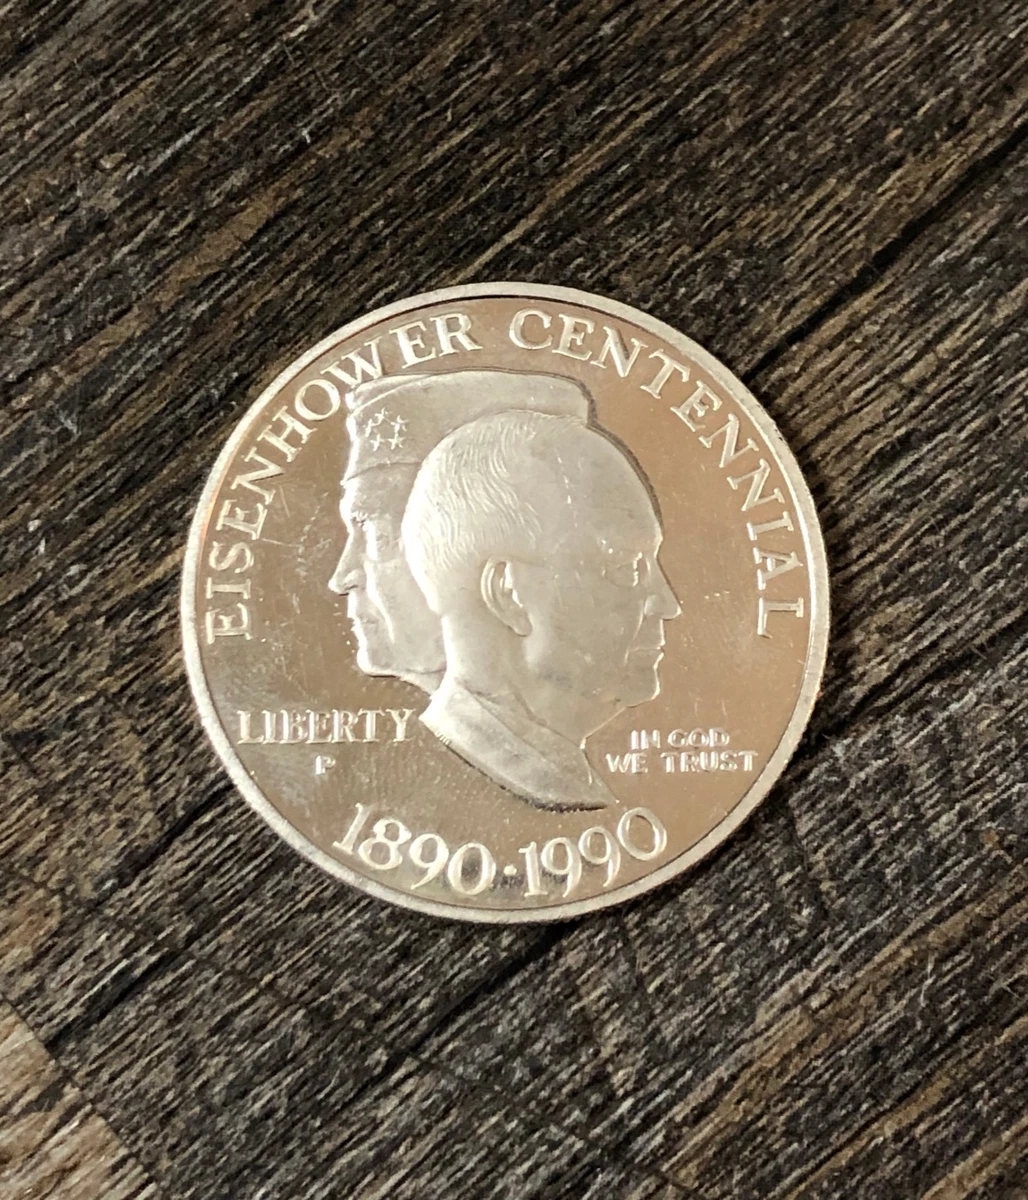 EISENHOWER CENTENNIAL
LIBERTY
P
IN GOD
WE TRUST
1890·1990